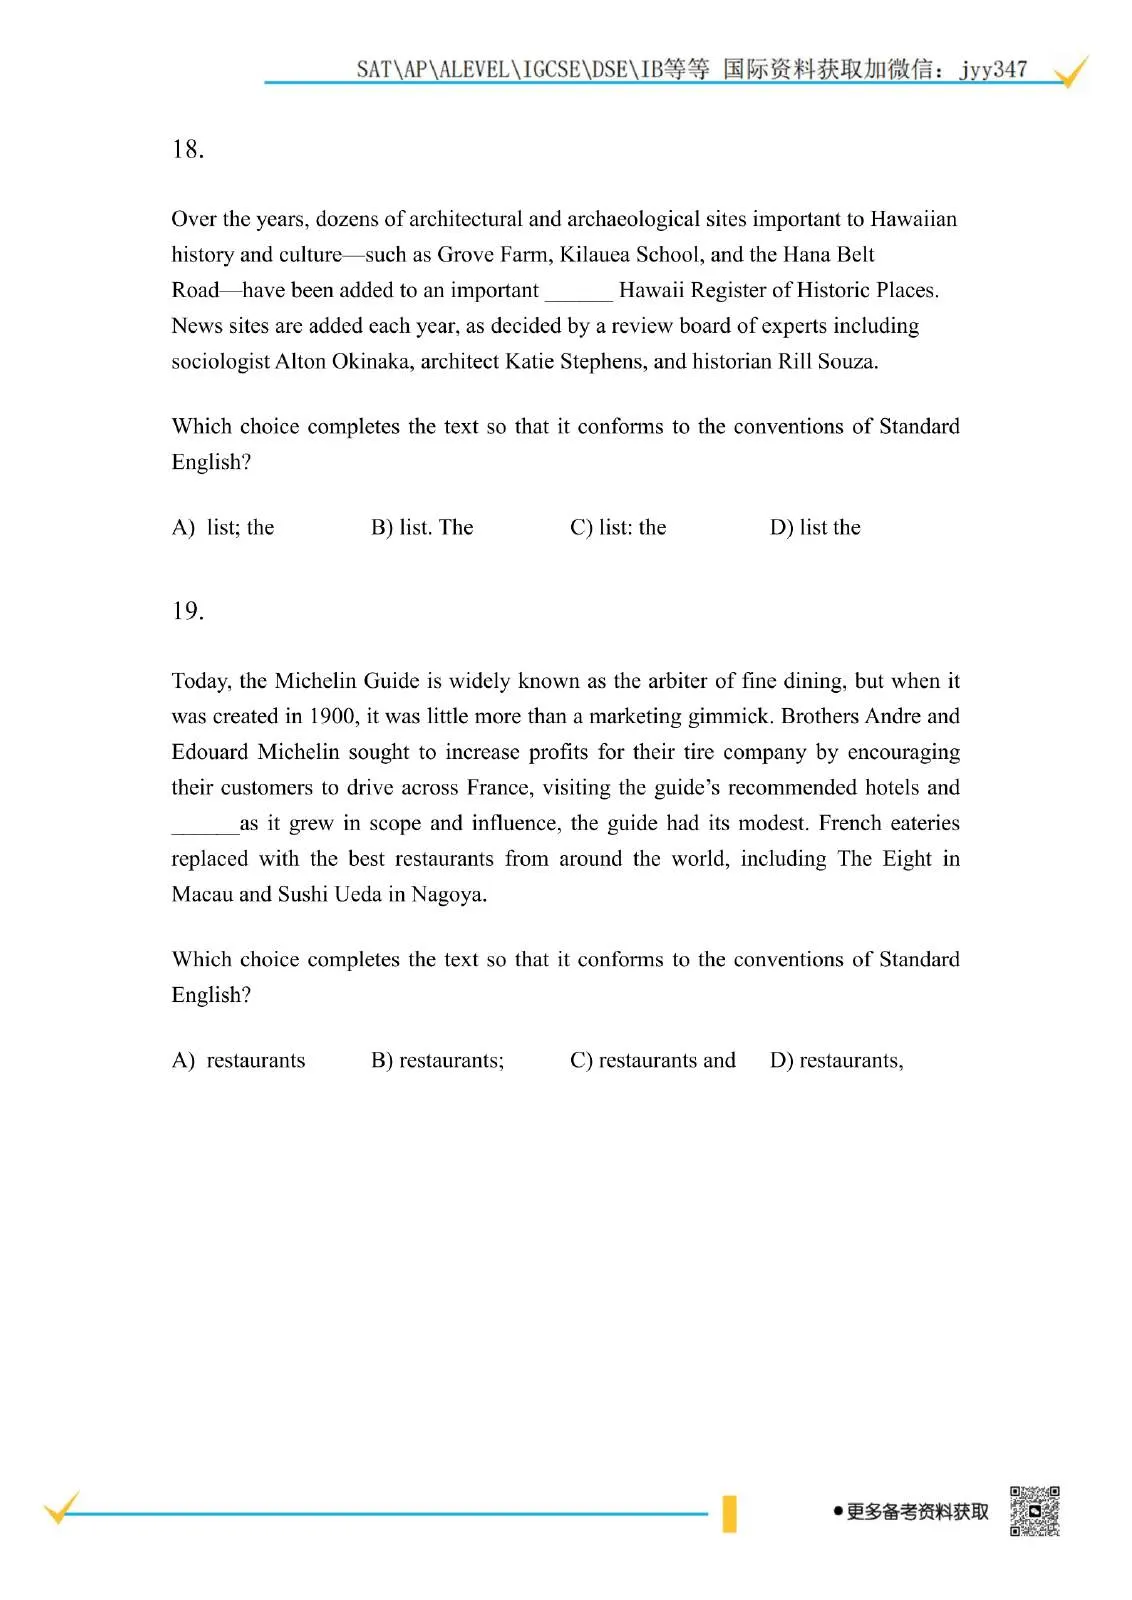 SAT\AP\ALEVEL\IGCSE\DSE\IB等等 国际资料获取加微信：jyy347
18.
Over the years, dozens of architectural and archaeological sites important to Hawaiian
history and culture—such as Grove Farm, Kilauea School, and the Hana Belt
Road—have been added to an important ______ Hawaii Register of Historic Places.
News sites are added each year, as decided by a review board of experts including
sociologist Alton Okinaka, architect Katie Stephens, and historian Rill Souza.
Which choice completes the text so that it conforms to the conventions of Standard
English?
A) list; the B) list. The C) list: the D) list the
19.
Today, the Michelin Guide is widely known as the arbiter of fine dining, but when it
was created in 1900, it was little more than a marketing gimmick. Brothers Andre and
Edouard Michelin sought to increase profits for their tire company by encouraging
their customers to drive across France, visiting the guide's recommended hotels and
______as it grew in scope and influence, the guide had its modest. French eateries
replaced with the best restaurants from around the world, including The Eight in
Macau and Sushi Ueda in Nagoya.
Which choice completes the text so that it conforms to the conventions of Standard
English?
A) restaurants B) restaurants; C) restaurants and D) restaurants,
●更多备考资料获取